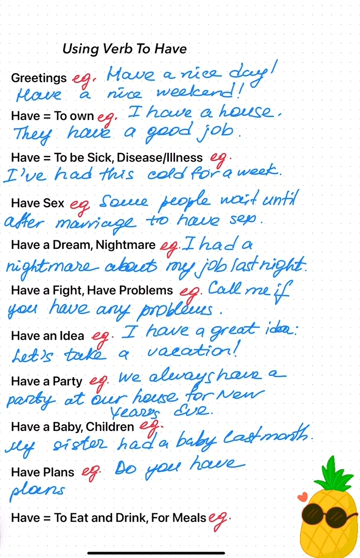 Using Verb To Have
Greetings eg. Have a nice day!
Have a nice weekend!
Have = To own eg. I have a house.
They have a good job.
Have = To be Sick, Disease/Illness eg.
I've had this cold for a week.
Have Sex eg Some people wait until
after marriage to have sex.
Have a Dream, Nightmare eg. I had a
nightmare about my job last night.
Have a Fight, Have Problems eg. Call me if
you have any problems.
Have an Idea eg. I have a great idea:
Let's take a vacation!
Have a Party eg. We always have a
party at our house for New
Years Eve.
Have a Baby, Children eg.
My sister had a baby last month.
Have Plans eg. Do you have
plans
Have = To Eat and Drink, For Meals eg.